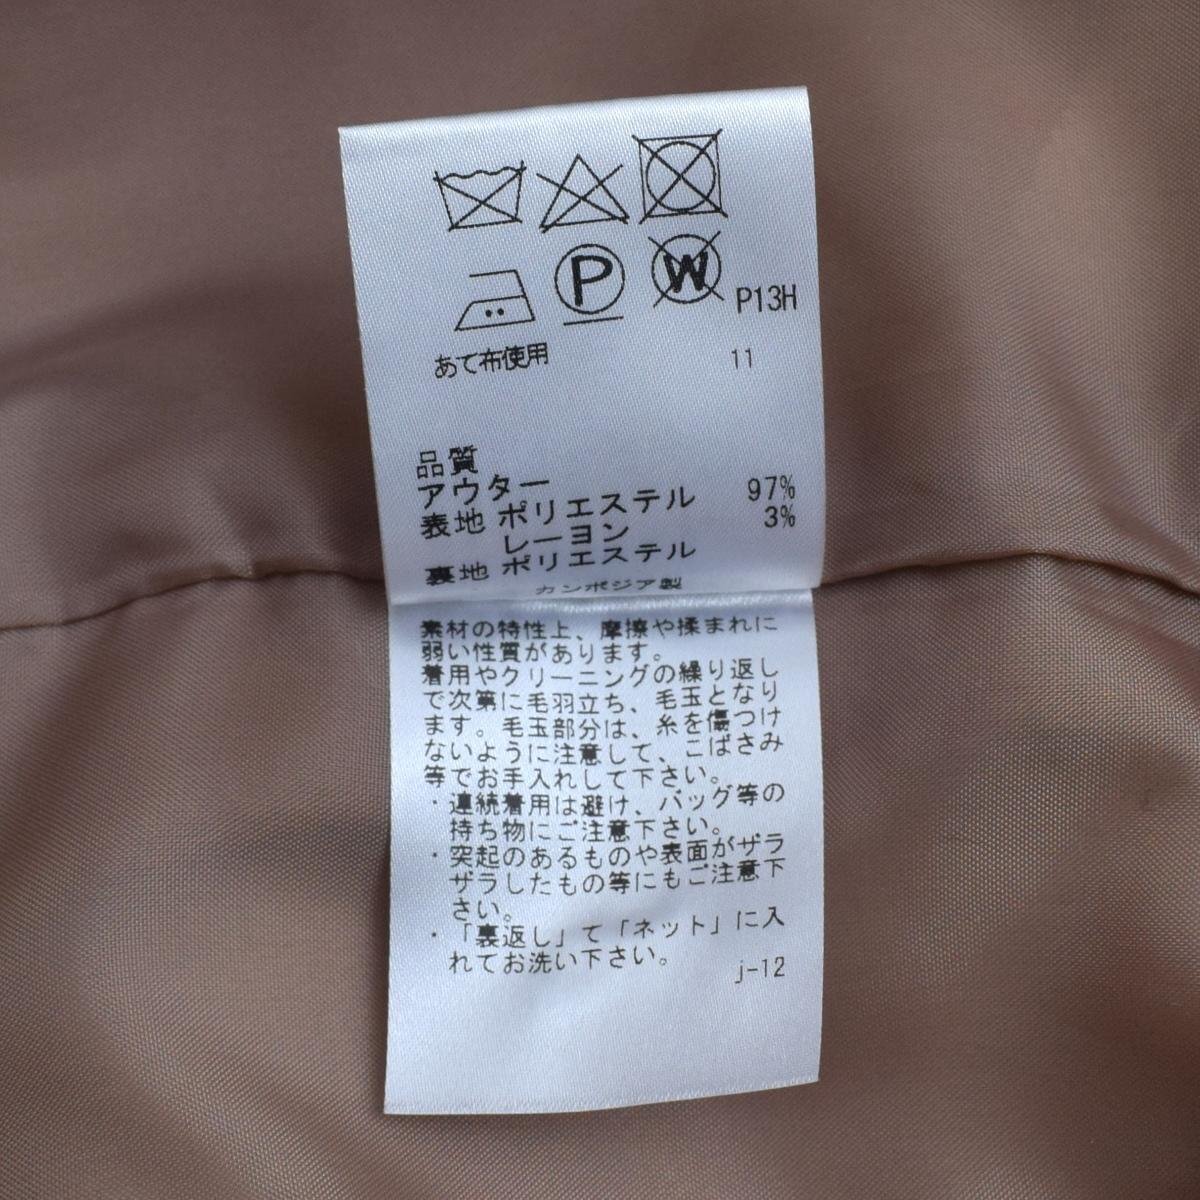 P
W
P13H
あて布使用 11
品質
アウター
表地 ポリエステル 97%
レーヨン 3%
裏地 ポリエステル
カンボジア製
素材の特性上、摩擦や揉まれに
弱い性質があります。
着用やクリーニングの繰り返し
で次第に毛羽立ち、毛玉となり
ます。毛玉部分は、糸を傷つけ
ないように注意して、こばさみ
等でお手入れして下さい。
・連続着用は避け、バッグ等の
持ち物にご注意下さい。
・突起のあるものや表面がザラ
ザラしたもの等にもご注意下
さい。
・「裏返し」て「ネット」に入
れてお洗い下さい。
j-12